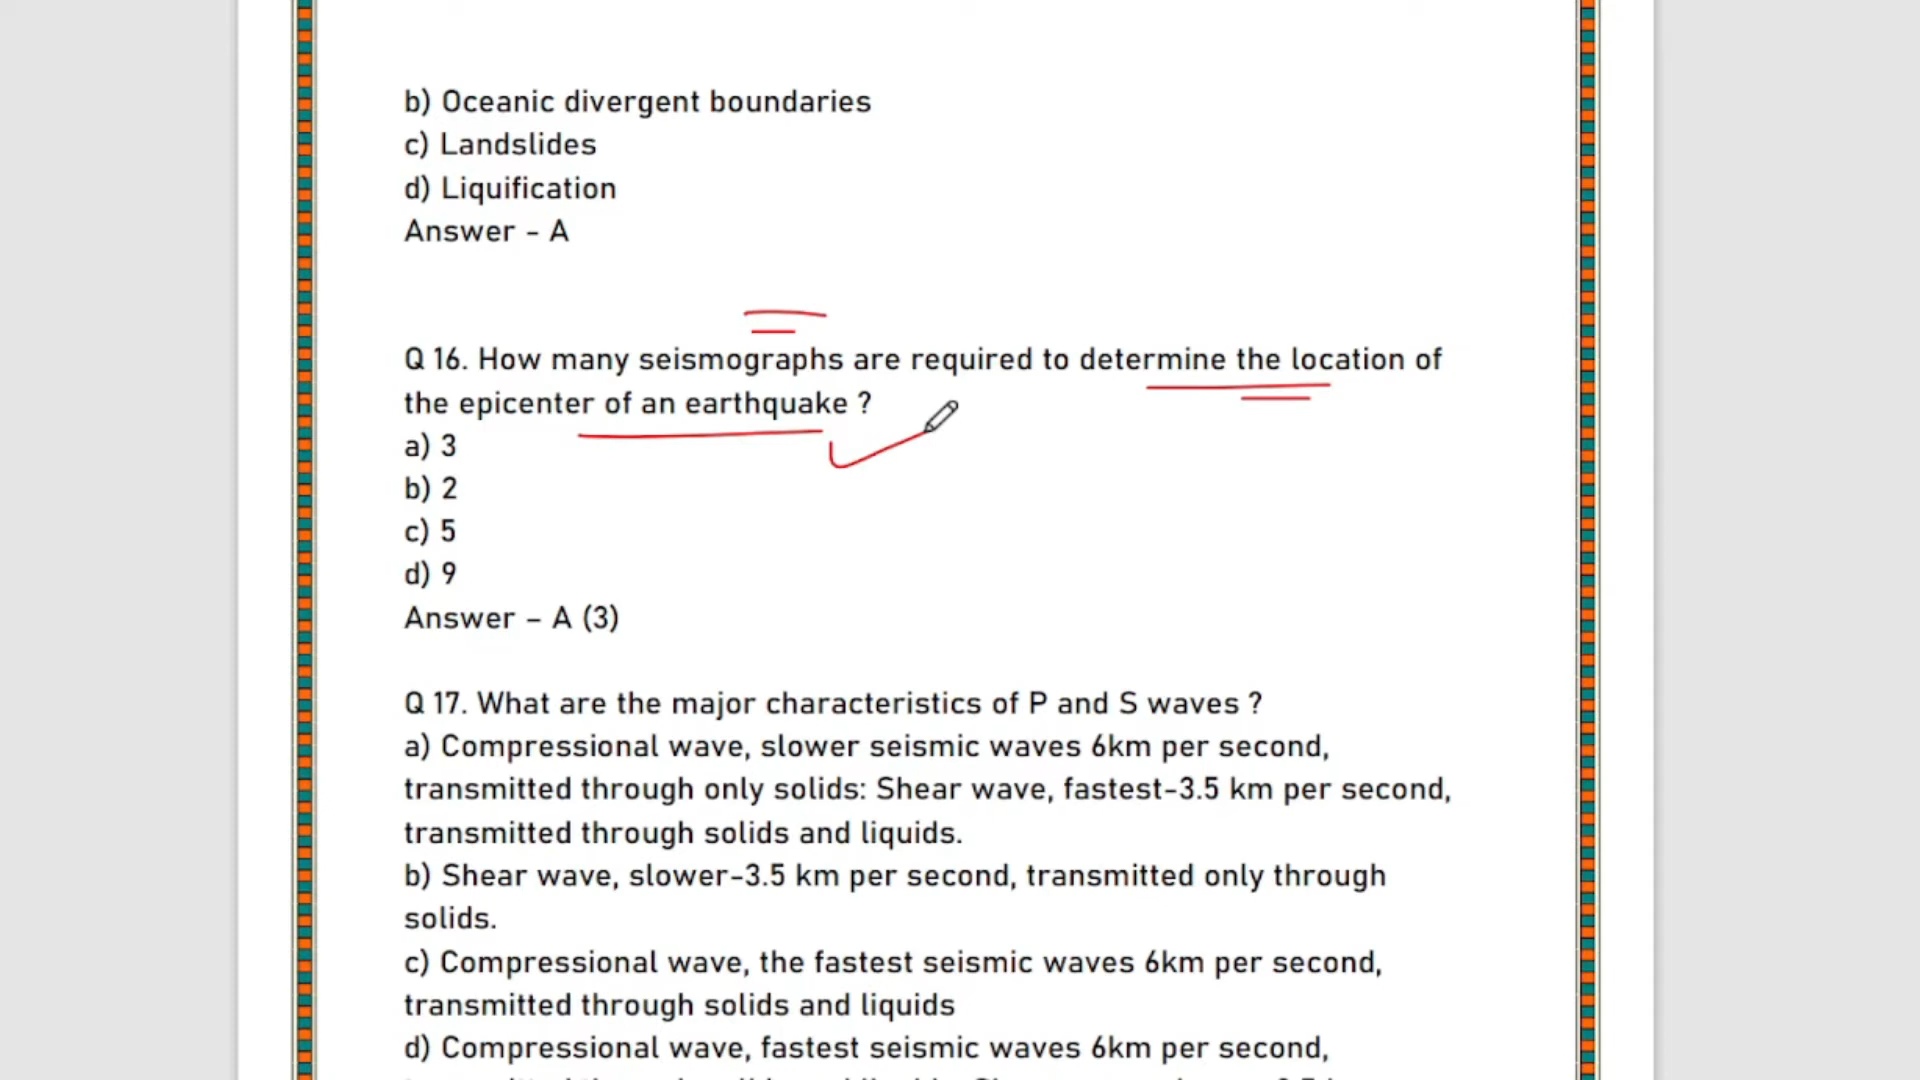 b) Oceanic divergent boundaries
c) Landslides
d) Liquification
Answer - A
Q 16. How many seismographs are required to determine the location of
the epicenter of an earthquake ?
a) 3
b) 2
c) 5
d) 9
Answer – A (3)
Q 17. What are the major characteristics of P and S waves ?
a) Compressional wave, slower seismic waves 6km per second,
transmitted through only solids: Shear wave, fastest-3.5 km per second,
transmitted through solids and liquids.
b) Shear wave, slower-3.5 km per second, transmitted only through
solids.
c) Compressional wave, the fastest seismic waves 6km per second,
transmitted through solids and liquids
d) Compressional wave, fastest seismic waves 6km per second,